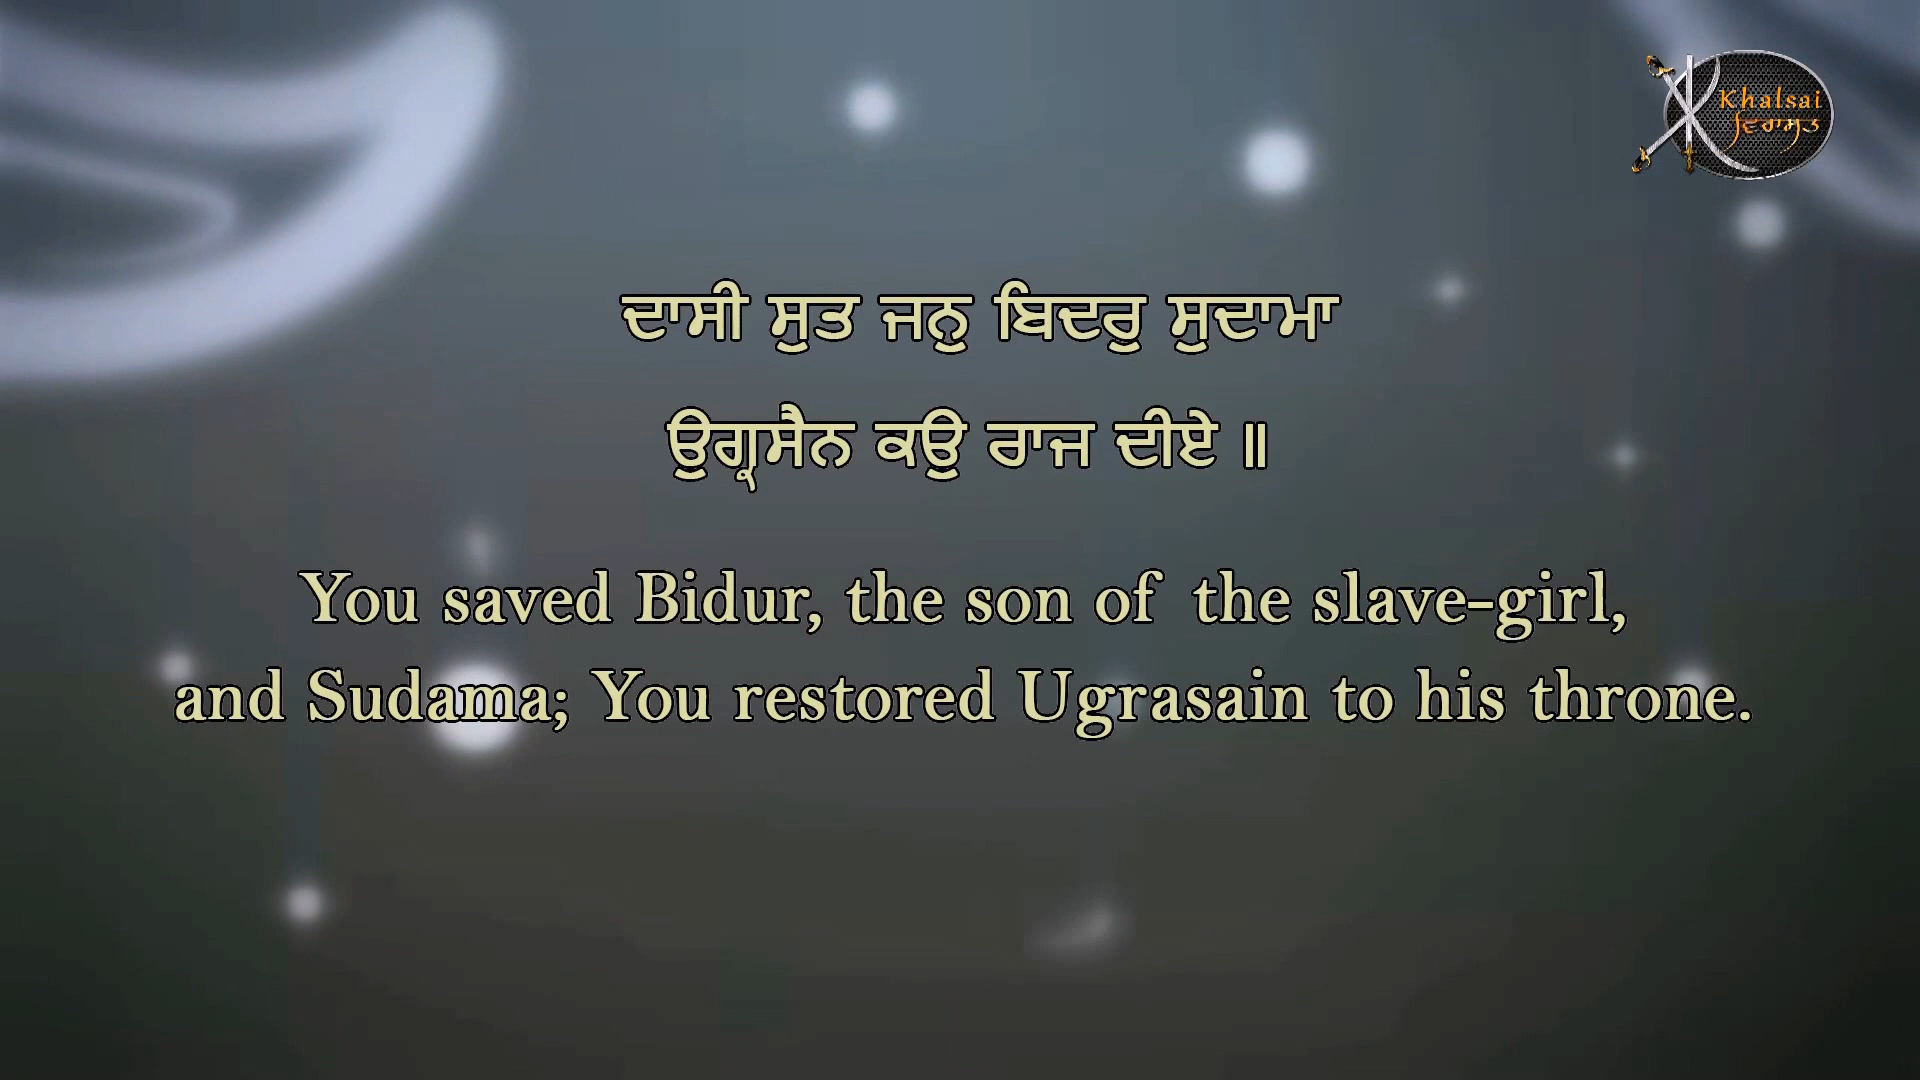 Khalsai
ਵਿਰਾਸਤ
ਦਾਸੀ ਸੁਤ ਜਨੁ ਬਿਦਰੁ ਸੁਦਾਮਾ
ਉਗ੍ਰਸੈਨ ਕਉ ਰਾਜ ਦੀਏ ॥
You saved Bidur, the son of the slave-girl,
and Sudama; You restored Ugrasain to his throne.